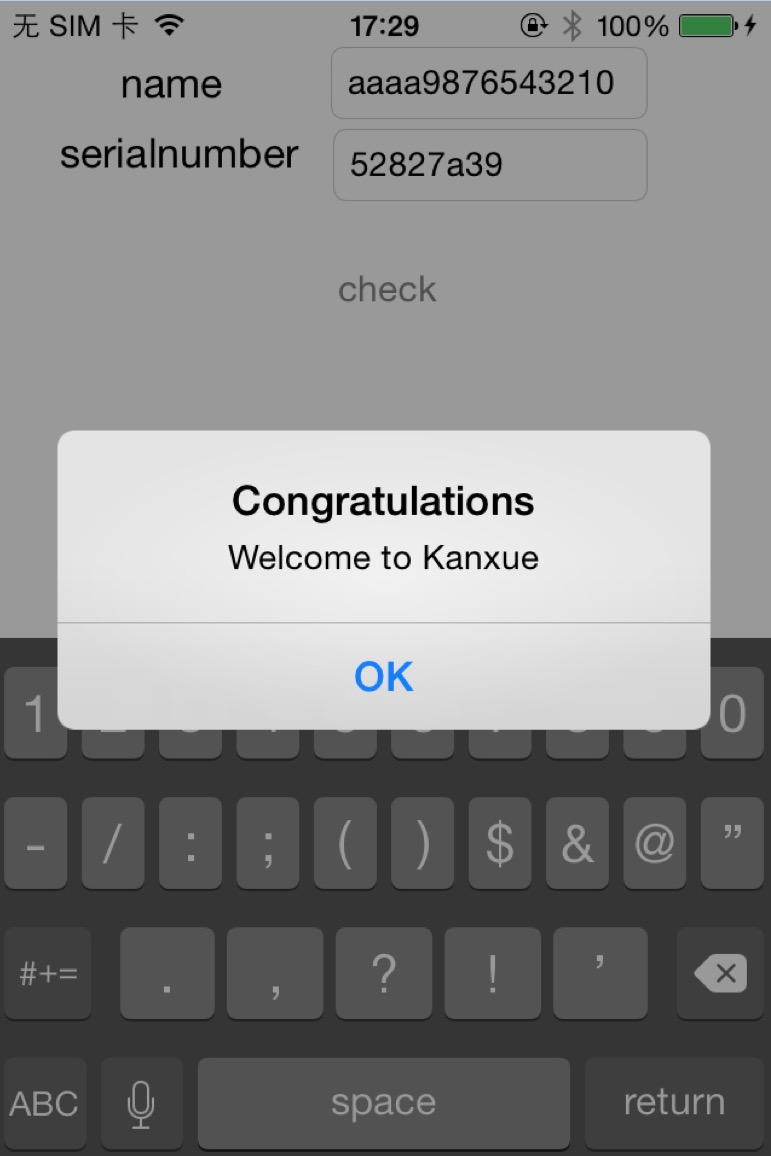 无 SIM 卡 17:29 100%
name aaaa9876543210
serialnumber 52827a39
check
Congratulations
Welcome to Kanxue
OK
1 0
- / : ; ( ) $ & @ ”
#+= . , ? ! ’
ABC space return